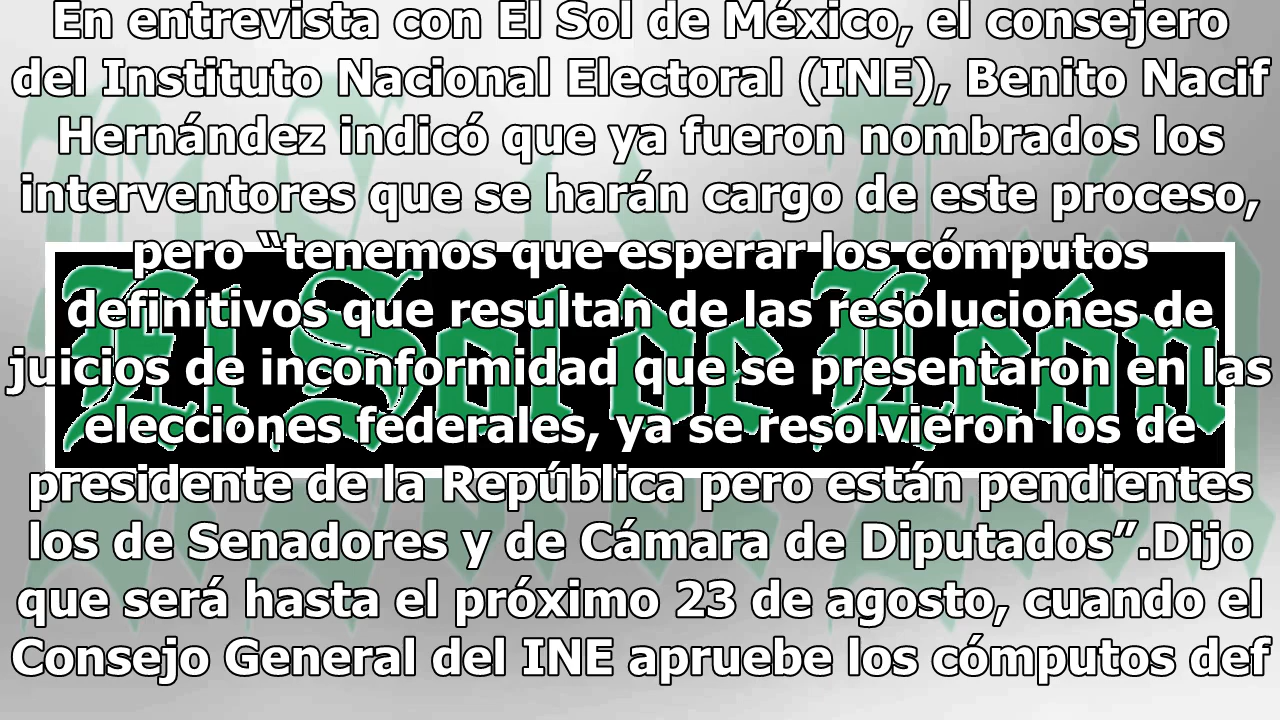 En entrevista con El Sol de México, el consejero
del Instituto Nacional Electoral (INE), Benito Nacif
Hernández indicó que ya fueron nombrados los
interventores que se harán cargo de este proceso,
pero “tenemos que esperar los cómputos
definitivos que resultan de las resoluciones de
juicios de inconformidad que se presentaron en las
elecciones federales, ya se resolvieron los de
presidente de la República pero están pendientes
los de Senadores y de Cámara de Diputados”.Dijo
que será hasta el próximo 23 de agosto, cuando el
Consejo General del INE apruebe los cómputos def
El Sol de León